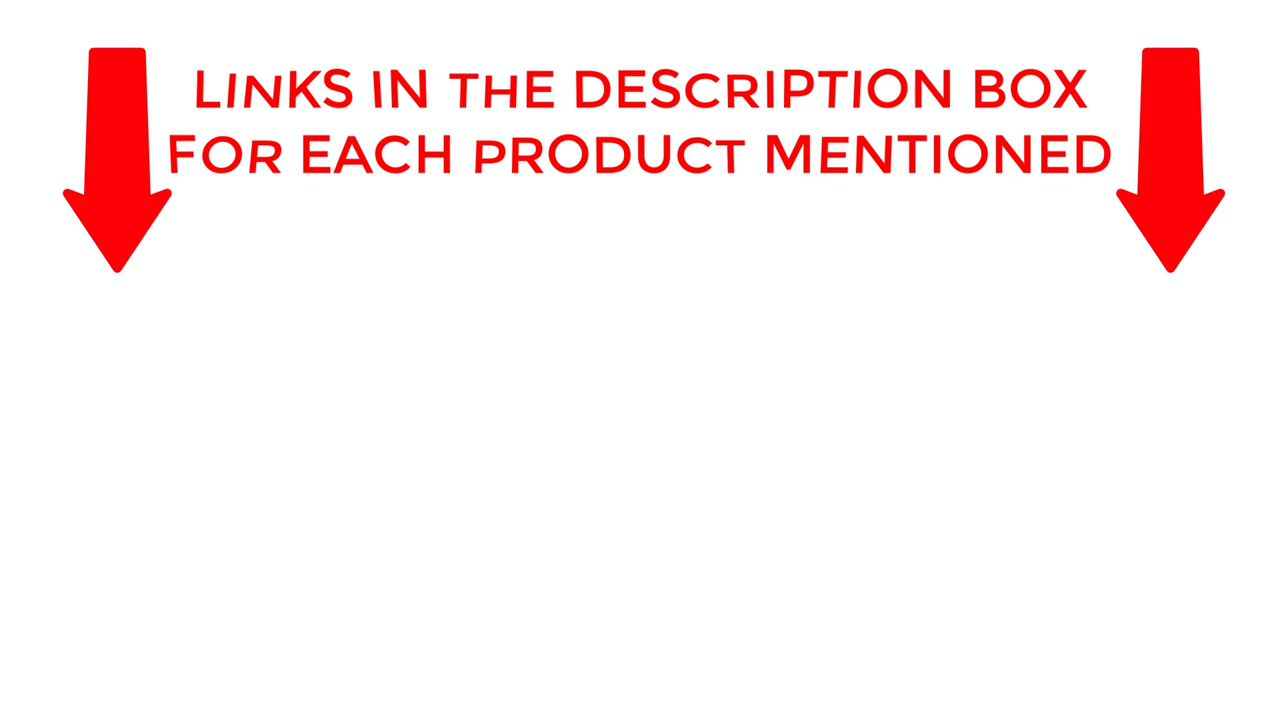 LINKS IN THE DESCRIPTION BOX
FOR EACH PRODUCT MENTIONED